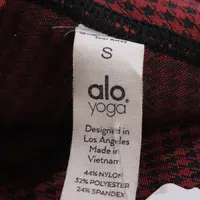 S
alo
yoga
Designed in
Los Angeles
Made in
Vietnam
44% NYLON
32% POLYESTER
24% SPANDEX